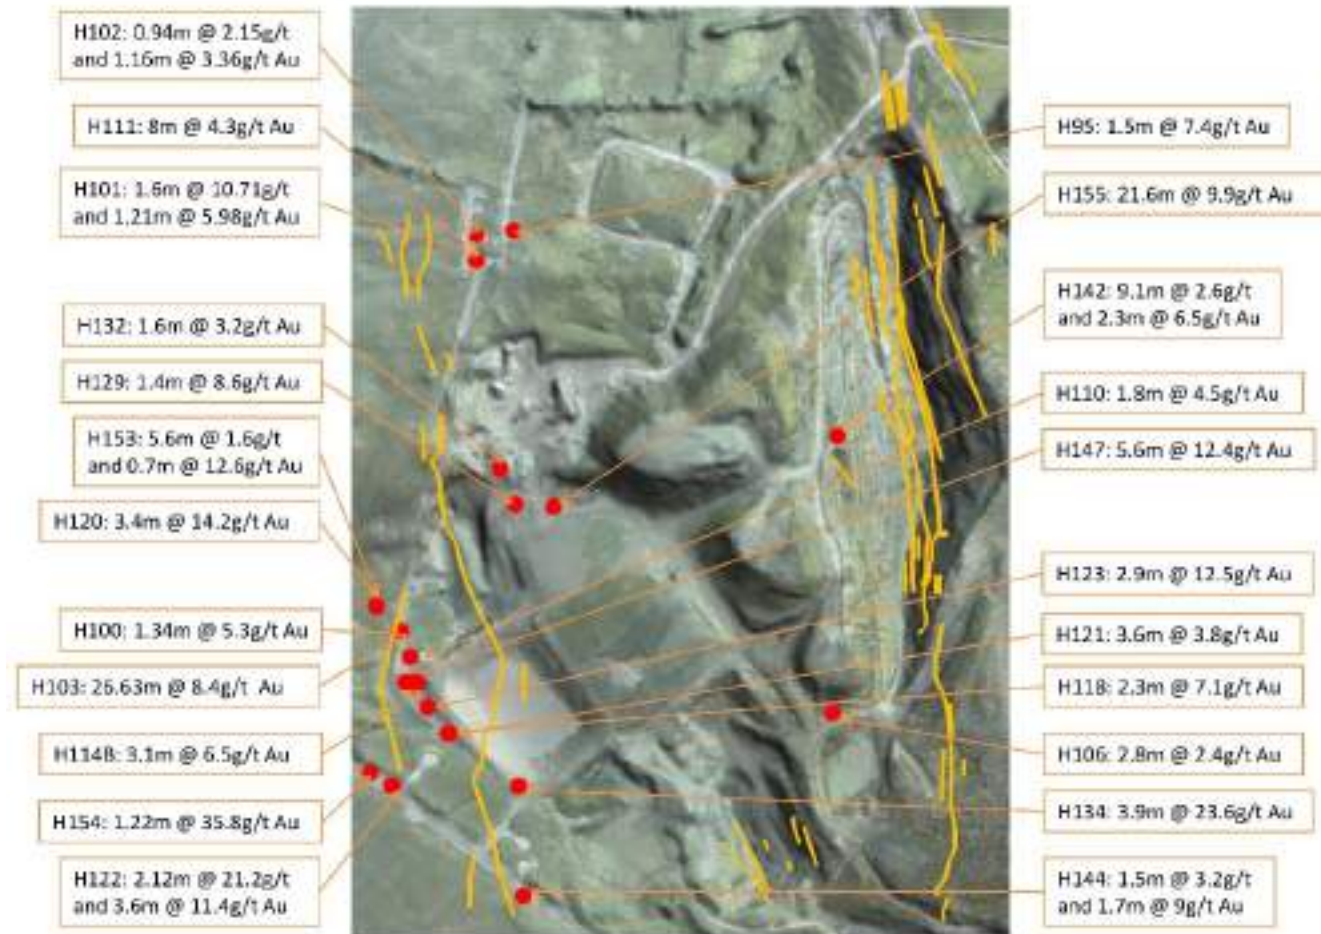 H102: 0.94m @ 2.15g/t
and 1.16m @ 3.36g/t Au
H111: 8m @ 4.3g/t Au
H101: 1.6m @ 10.71g/t
and 1.21m @ 5.98g/t Au
H132: 1.6m @ 3.2g/t Au
H129: 1.4m @ 8.6g/t Au
H153: 5.6m @ 1.6g/t
and 0.7m @ 12.6g/t Au
H120: 3.4m @ 14.2g/t Au
H100: 1.34m @ 5.3g/t Au
H103: 26.63m @ 8.4g/t Au
H114B: 3.1m @ 6.5g/t Au
H154: 1.22m @ 35.8g/t Au
H122: 2.12m @ 21.2g/t
and 3.6m @ 11.4g/t Au
H95: 1.5m @ 7.4g/t Au
H155: 21.6m @ 9.9g/t Au
H142: 9.1m @ 2.6g/t
and 2.3m @ 6.5g/t Au
H110: 1.8m @ 4.5g/t Au
H147: 5.6m @ 12.4g/t Au
H123: 2.9m @ 12.5g/t Au
H121: 3.6m @ 3.8g/t Au
H118: 2.3m @ 7.1g/t Au
H106: 2.8m @ 2.4g/t Au
H134: 3.9m @ 23.6g/t Au
H144: 1.5m @ 3.2g/t
and 1.7m @ 9g/t Au